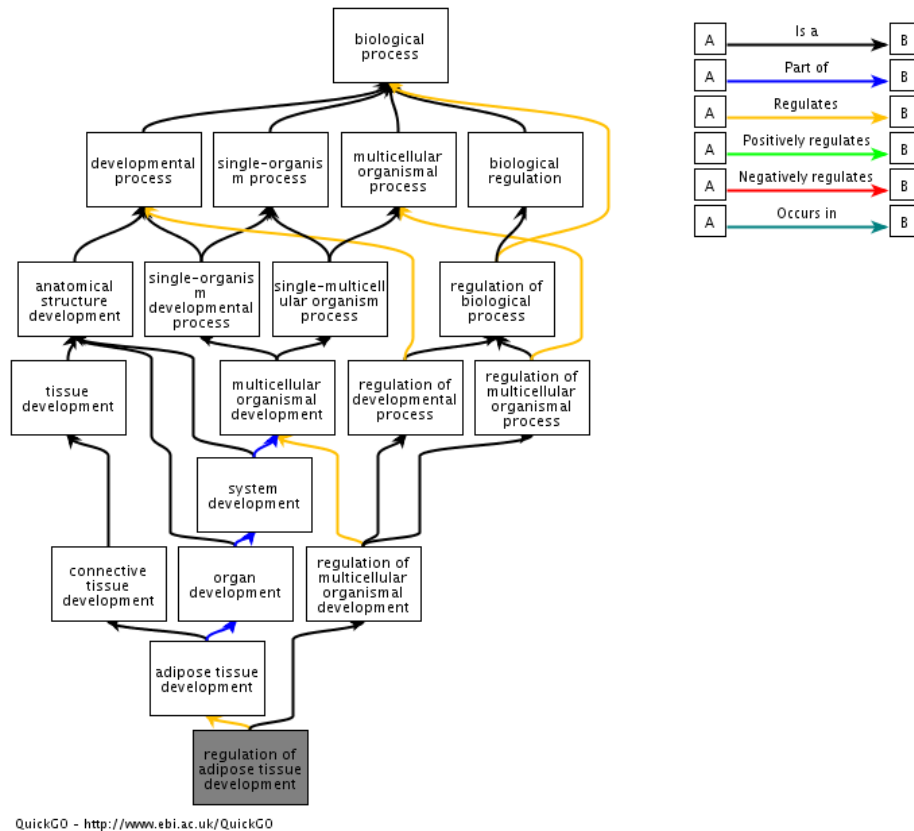 biological
process
A
Is a
B
A
Part of
B
A
Regulates
B
A
Positively regulates
B
A
Negatively regulates
B
A
Occurs in
B
developmental
process
single-organis
m process
multicellular
organismal
process
biological
regulation
anatomical
structure
development
single-organis
m
developmental
process
single-multicell
ular organism
process
regulation of
biological
process
tissue
development
multicellular
organismal
development
regulation of
developmental
process
regulation of
multicellular
organismal
process
system
development
connective
tissue
development
organ
development
regulation of
multicellular
organismal
development
adipose tissue
development
regulation of
adipose tissue
development
QuickGO - http://www.ebi.ac.uk/QuickGO